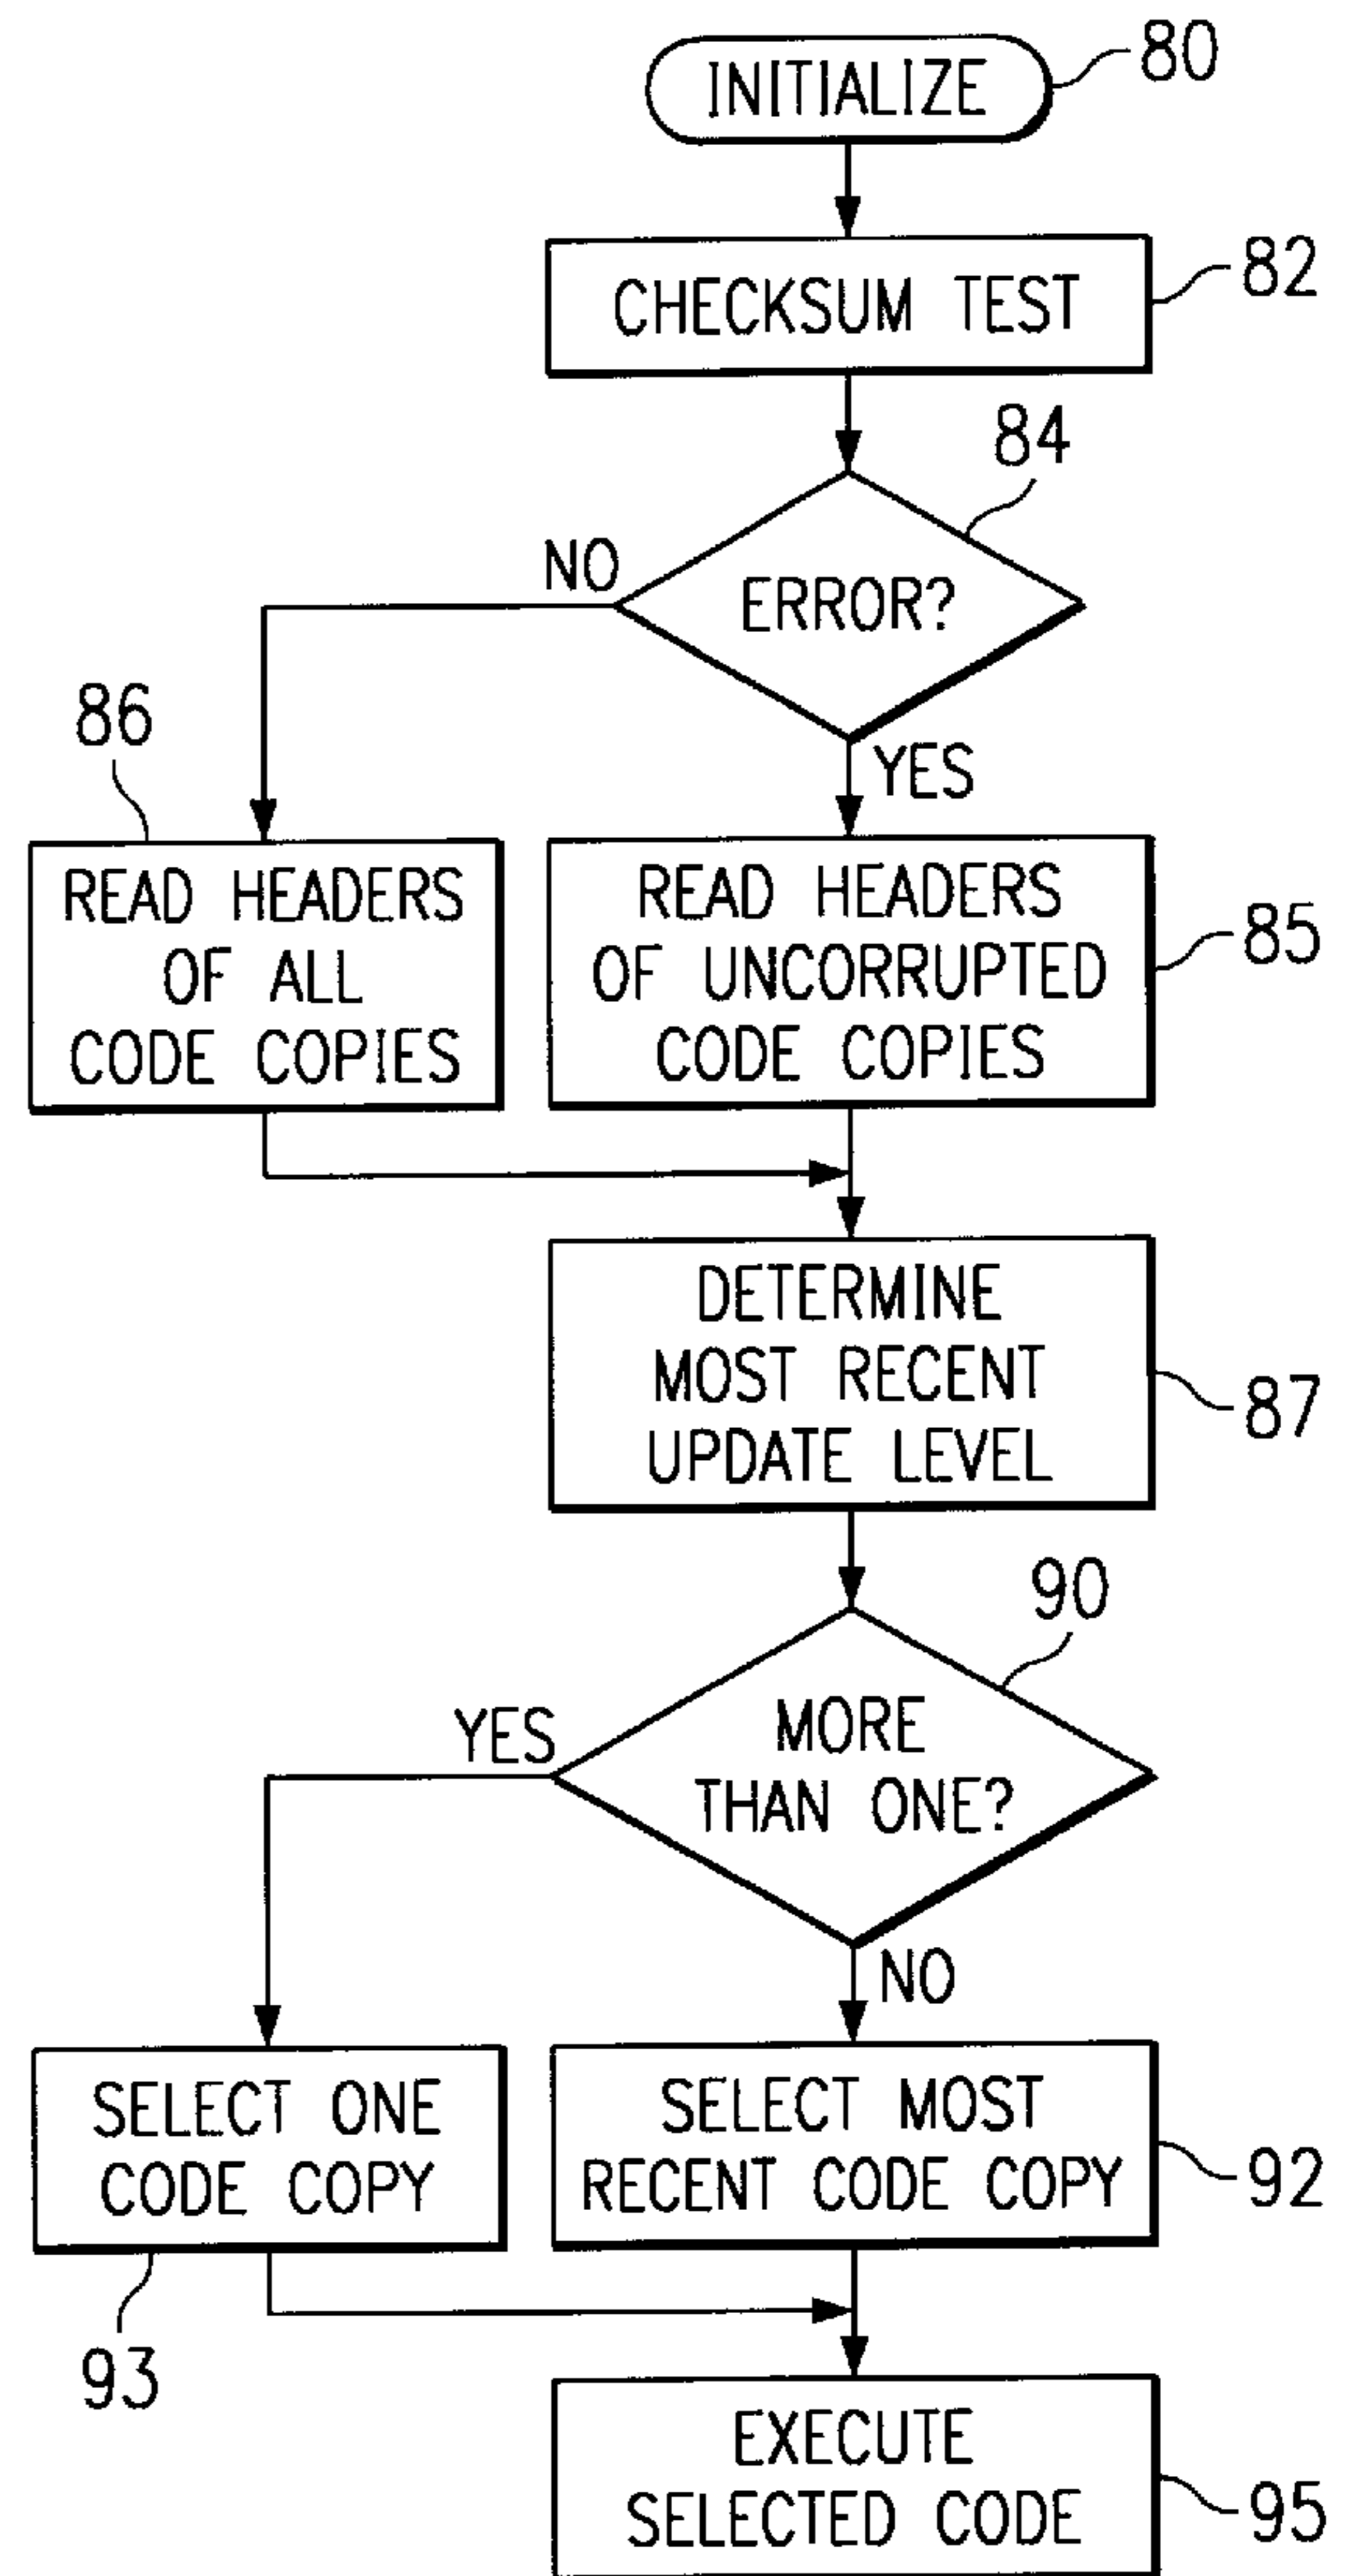 INITIALIZE
80
CHECKSUM TEST
82
84
ERROR?
NO
YES
86
READ HEADERS
OF ALL
CODE COPIES
READ HEADERS
OF UNCORRUPTED
CODE COPIES
85
DETERMINE
MOST RECENT
UPDATE LEVEL
87
90
MORE
THAN ONE?
YES
NO
SELECT ONE
CODE COPY
93
SELECT MOST
RECENT CODE COPY
92
EXECUTE
SELECTED CODE
95